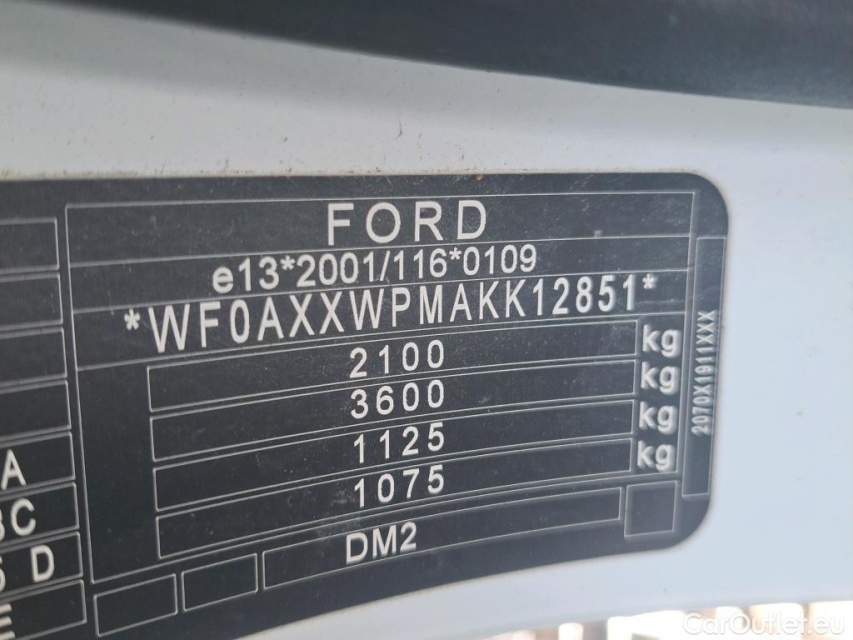 FORD
e13*2001/116*0109
*WF0AXXWPMAKK12851*
2100 kg
3600 kg
1125 kg
1075 kg
DM2
2070X1911XXX
A
C
D
E
CarOutlet.eu